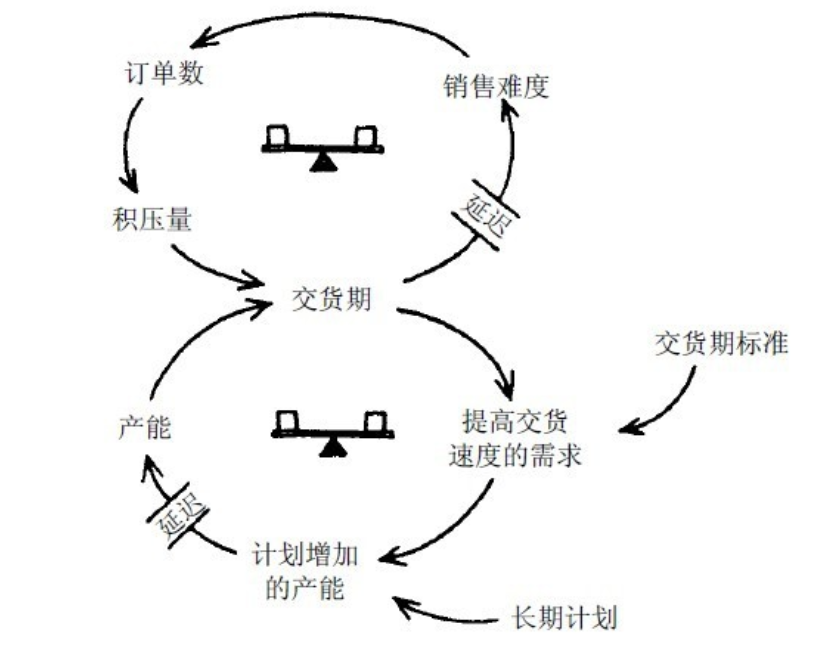 订单数
销售难度
延迟
积压量
交货期
交货期标准
产能
提高交货
速度的需求
延迟
计划增加
的产能
长期计划